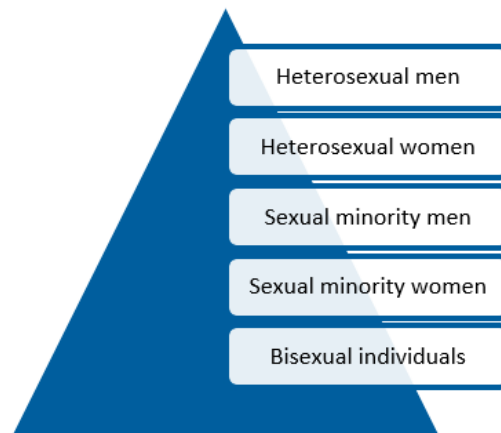 Heterosexual men
Heterosexual women
Sexual minority men
Sexual minority women
Bisexual individuals